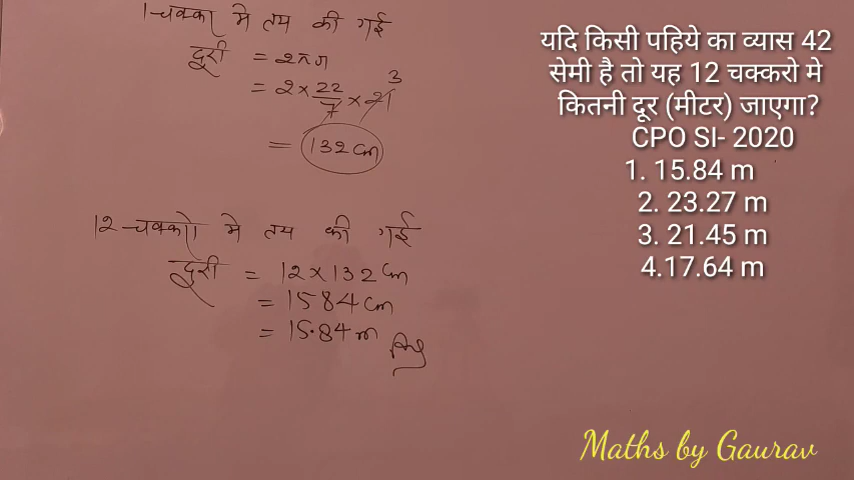 1 चक्कर मे तय की गई
दूरी = 2πr
= 2 × 22/7 × 21 3
= 132 cm
12 चक्करो मे तय की गई
दुरी = 12 × 132 cm
= 1584 cm
= 15.84 m
यदि किसी पहिये का व्यास 42
सेमी है तो यह 12 चक्करो मे
कितनी दूर (मीटर) जाएगा?
CPO SI- 2020
1. 15.84 m
2. 23.27 m
3. 21.45 m
4.17.64 m
Maths by Gaurav